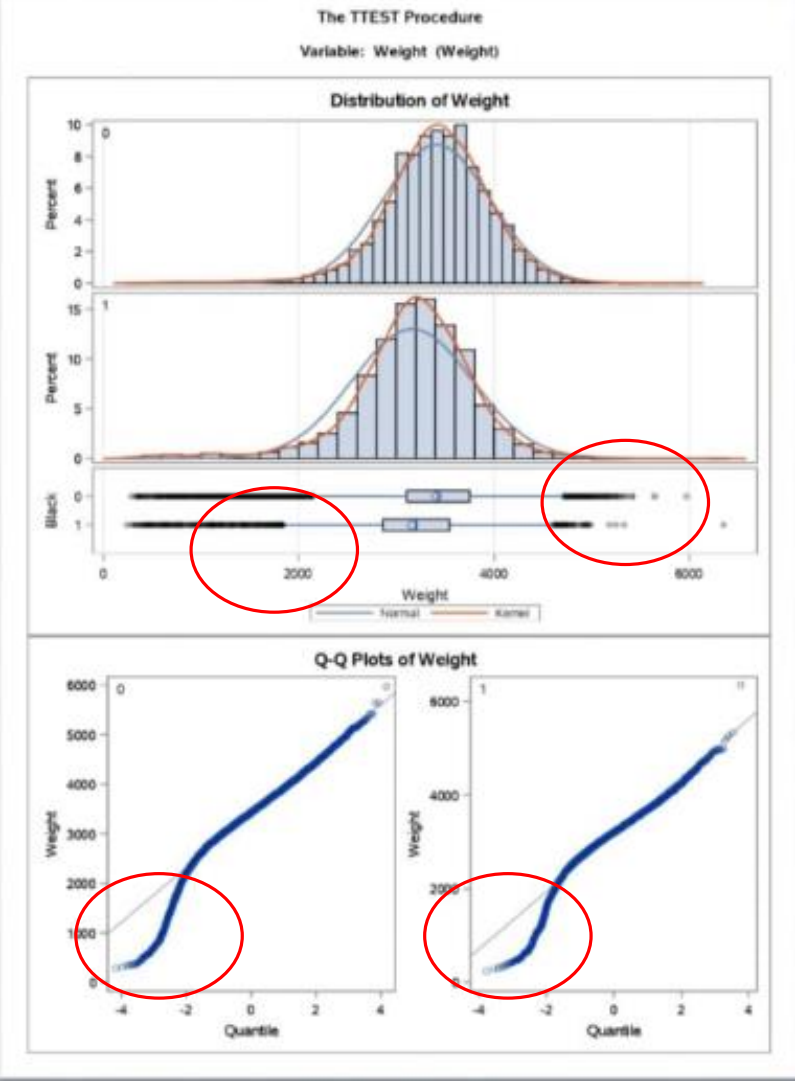 The TTEST Procedure
Variable: Weight (Weight)
Distribution of Weight
0
10
8
6
4
2
0
Percent
1
15
10
5
0
Percent
0
1
Black
0
2000
4000
6000
Weight
Normal
Kernel
Q-Q Plots of Weight
0
6000
5000
4000
3000
2000
1000
0
Weight
-4
-2
0
2
4
Quantile
1
6000
4000
2000
0
Weight
-4
-2
0
2
4
Quantile